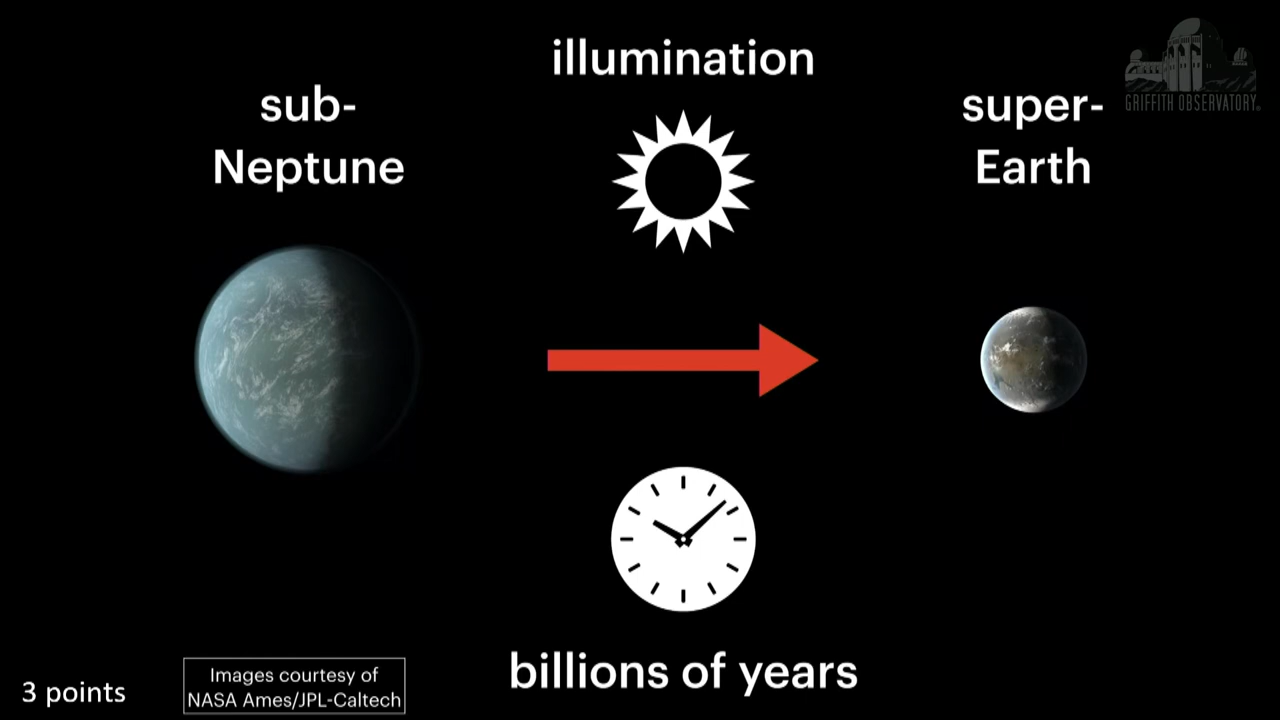 illumination
sub-
Neptune
super-
Earth
GRIFFITH OBSERVATORY
billions of years
3 points
Images courtesy of
NASA Ames/JPL-Caltech